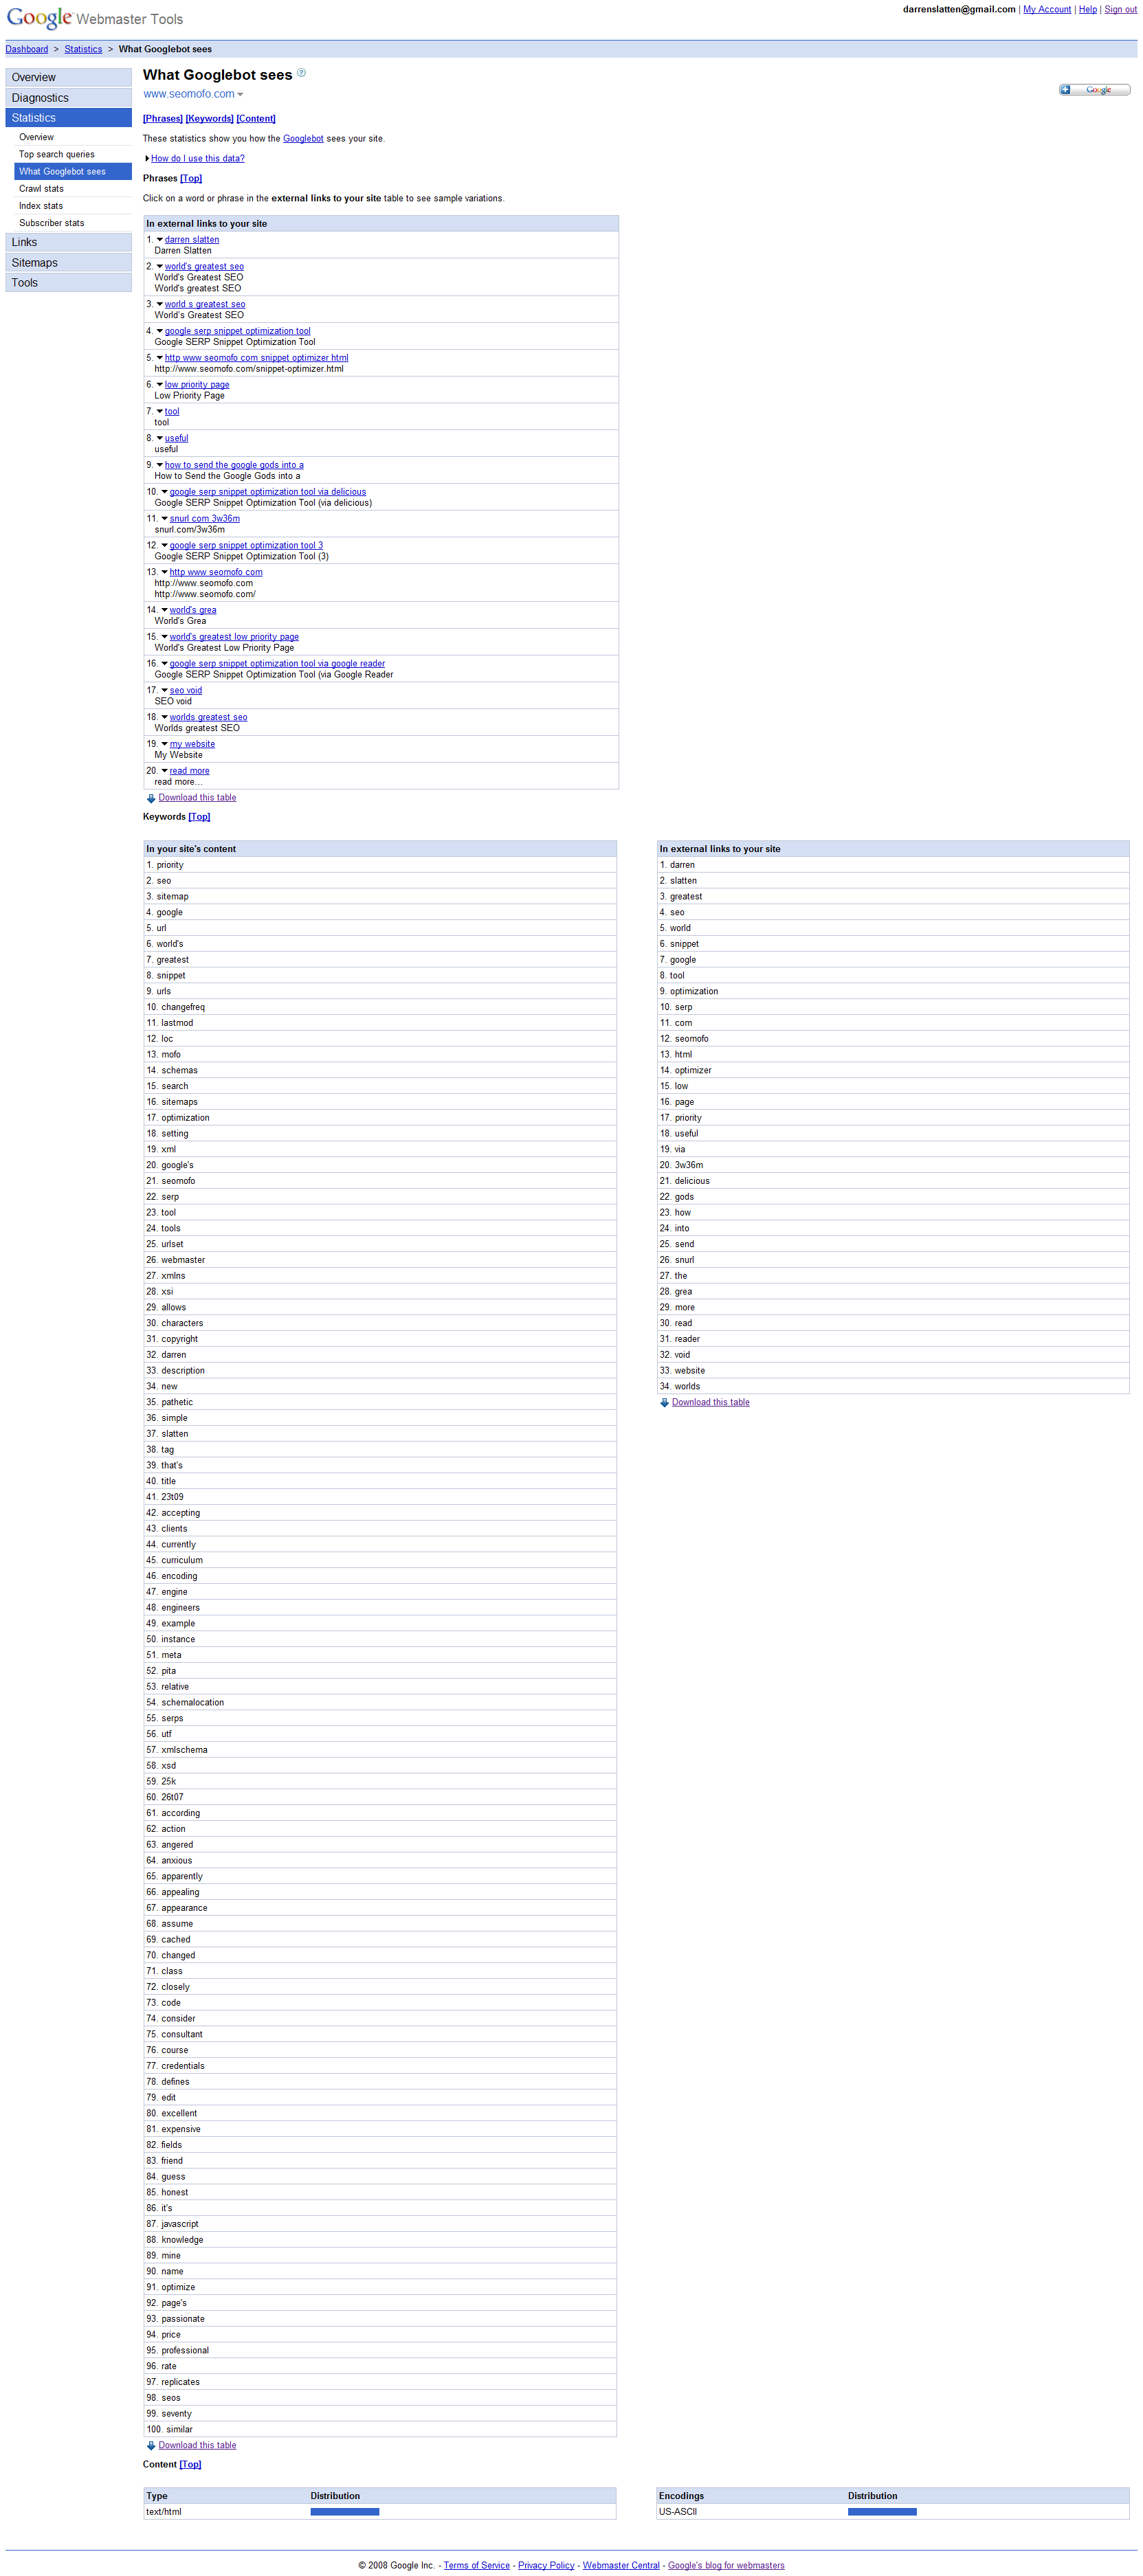 Google Webmaster Tools
darrenslatten@gmail.com | My Account | Help | Sign out
Dashboard > Statistics > What Googlebot sees
Overview
Diagnostics
Statistics
Overview
Top search queries
What Googlebot sees
Crawl stats
Index stats
Subscriber stats
Links
Sitemaps
Tools
What Googlebot sees ?
www.seomofo.com
Google
[Phrases] [Keywords] [Content]
These statistics show you how the Googlebot sees your site.
How do I use this data?
Phrases [Top]
Click on a word or phrase in the external links to your site table to see sample variations.
In external links to your site
1. darren slatten
Darren Slatten
2. world's greatest seo
World's Greatest SEO
World's greatest SEO
3. world s greatest seo
World's Greatest SEO
4. google serp snippet optimization tool
Google SERP Snippet Optimization Tool
5. http www seomofo com snippet optimizer html
http://www.seomofo.com/snippet-optimizer.html
6. low priority page
Low Priority Page
7. tool
tool
8. useful
useful
9. how to send the google gods into a
How to Send the Google Gods into a
10. google serp snippet optimization tool via delicious
Google SERP Snippet Optimization Tool (via delicious)
11. snurl com 3w36m
snurl.com/3w36m
12. google serp snippet optimization tool 3
Google SERP Snippet Optimization Tool (3)
13. http www seomofo com
http://www.seomofo.com
http://www.seomofo.com/
14. world's grea
World's Grea
15. world's greatest low priority page
World's Greatest Low Priority Page
16. google serp snippet optimization tool via google reader
Google SERP Snippet Optimization Tool (via Google Reader
17. seo void
SEO void
18. worlds greatest seo
Worlds greatest SEO
19. my website
My Website
20. read more
read more...
Download this table
Keywords [Top]
In your site's content
1. priority
2. seo
3. sitemap
4. google
5. url
6. world's
7. greatest
8. snippet
9. urls
10. changefreq
11. lastmod
12. loc
13. mofo
14. schemas
15. search
16. sitemaps
17. optimization
18. setting
19. xml
20. google's
21. seomofo
22. serp
23. tool
24. tools
25. urlset
26. webmaster
27. xmlns
28. xsi
29. allows
30. characters
31. copyright
32. darren
33. description
34. new
35. pathetic
36. simple
37. slatten
38. tag
39. that's
40. title
41. 23t09
42. accepting
43. clients
44. currently
45. curriculum
46. encoding
47. engine
48. engineers
49. example
50. instance
51. meta
52. pita
53. relative
54. schemalocation
55. serps
56. utf
57. xmlschema
58. xsd
59. 25k
60. 26t07
61. according
62. action
63. angered
64. anxious
65. apparently
66. appealing
67. appearance
68. assume
69. cached
70. changed
71. class
72. closely
73. code
74. consider
75. consultant
76. course
77. credentials
78. defines
79. edit
80. excellent
81. expensive
82. fields
83. friend
84. guess
85. honest
86. it's
87. javascript
88. knowledge
89. mine
90. name
91. optimize
92. page's
93. passionate
94. price
95. professional
96. rate
97. replicates
98. seos
99. seventy
100. similar
Download this table
In external links to your site
1. darren
2. slatten
3. greatest
4. seo
5. world
6. snippet
7. google
8. tool
9. optimization
10. serp
11. com
12. seomofo
13. html
14. optimizer
15. low
16. page
17. priority
18. useful
19. via
20. 3w36m
21. delicious
22. gods
23. how
24. into
25. send
26. snurl
27. the
28. grea
29. more
30. read
31. reader
32. void
33. website
34. worlds
Download this table
Content [Top]
Type Distribution
text/html
Encodings Distribution
US-ASCII
© 2008 Google Inc. - Terms of Service - Privacy Policy - Webmaster Central - Google's blog for webmasters